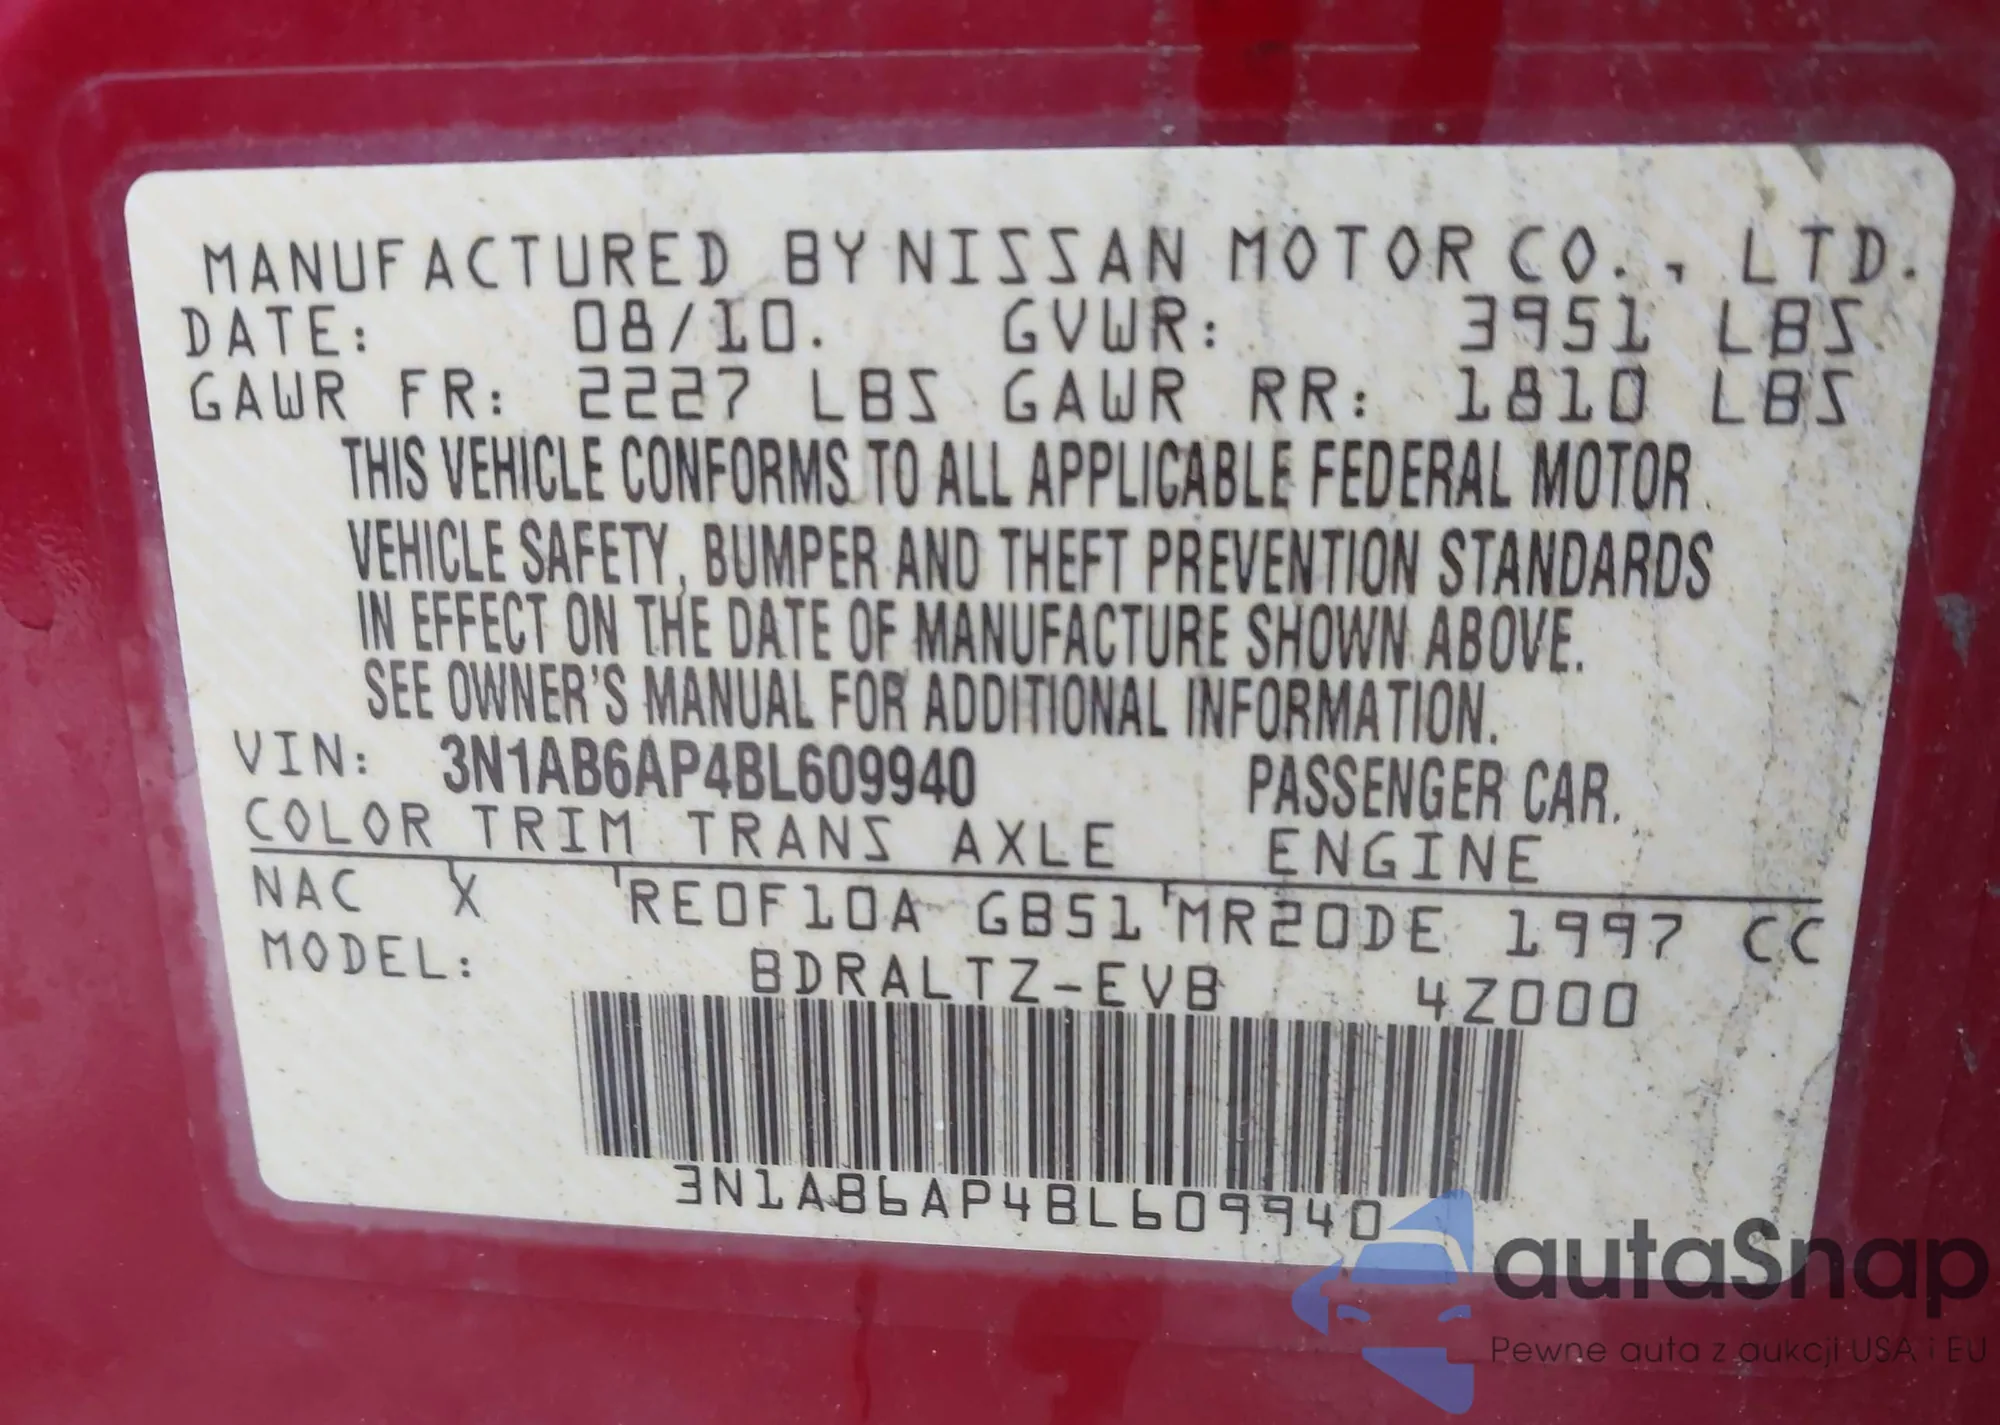 MANUFACTURED BY NISSAN MOTOR CO., LTD.
DATE: 08/10. GVWR: 3951 LBS.
GAWR FR: 2227 LBS GAWR RR: 1810 LBS
THIS VEHICLE CONFORMS TO ALL APPLICABLE FEDERAL MOTOR
VEHICLE SAFETY, BUMPER AND THEFT PREVENTION STANDARDS
IN EFFECT ON THE DATE OF MANUFACTURE SHOWN ABOVE.
SEE OWNER'S MANUAL FOR ADDITIONAL INFORMATION.
VIN: 3N1AB6AP4BL609940 PASSENGER CAR.
COLOR TRIM TRANS AXLE ENGINE
NAC X RE0F10A GB51 MR20DE 1997 CC
MODEL: BDRALTZ-EVB 4Z000
3N1AB6AP4BL609940
autaSnap
Pewne auta z aukcji USA i EU